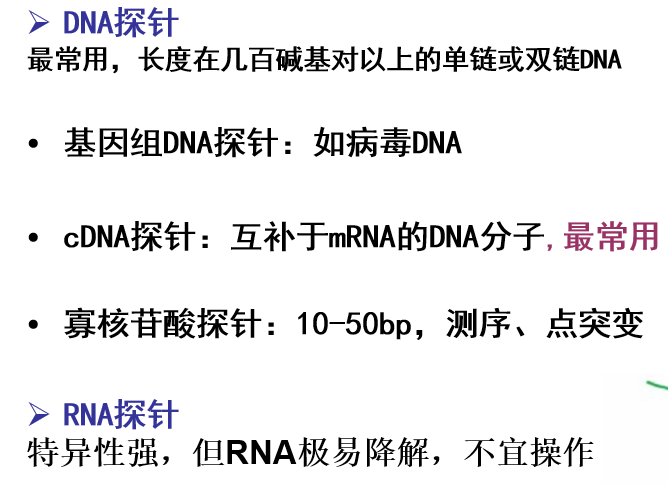 ➢ DNA探针
最常用，长度在几百碱基对以上的单链或双链DNA
• 基因组DNA探针：如病毒DNA
• cDNA探针：互补于mRNA的DNA分子,最常用
• 寡核苷酸探针：10-50bp，测序、点突变
➢ RNA探针
特异性强，但RNA极易降解，不宜操作